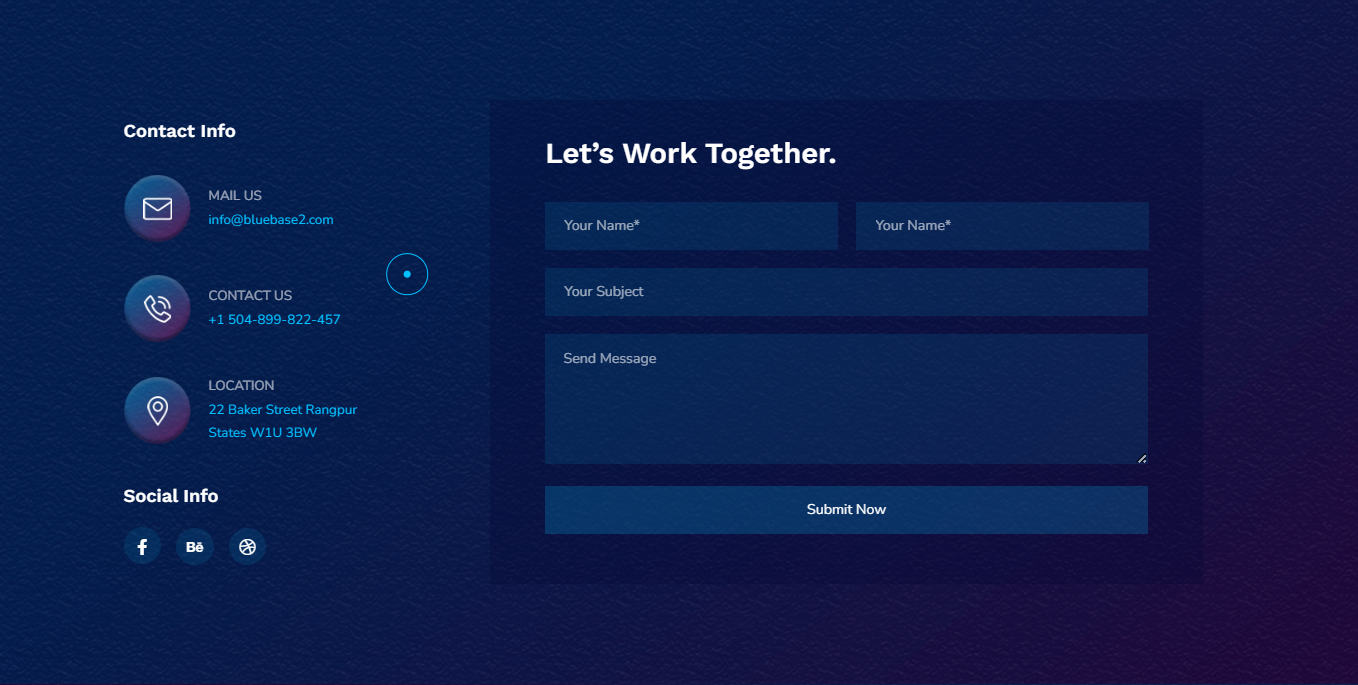 Contact Info
MAIL US
info@bluebase2.com
CONTACT US
+1 504-899-822-457
LOCATION
22 Baker Street Rangpur
States W1U 3BW
Social Info
f
Bē
Let’s Work Together.
Your Name*
Your Name*
Your Subject
Send Message
Submit Now